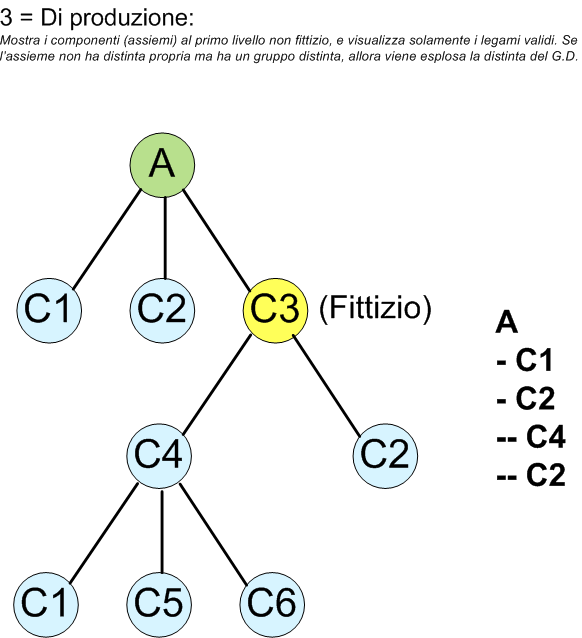 3 = Di produzione:
Mostra i componenti (assiemi) al primo livello non fittizio, e visualizza solamente i legami validi. Se
l'assieme non ha distinta propria ma ha un gruppo distinta, allora viene esplosa la distinta del G.D.
A
C1 C2 C3 (Fittizio)
C4 C2
C1 C5 C6
A
- C1
- C2
-- C4
-- C2